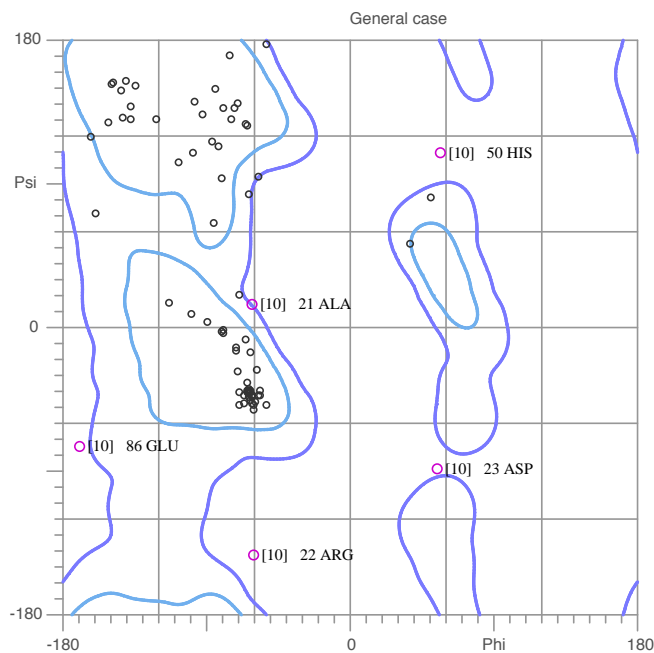 General case
180
[10] 50 HIS
Psi
[10] 21 ALA
0
[10] 86 GLU
[10] 23 ASP
[10] 22 ARG
-180
-180 0 Phi 180